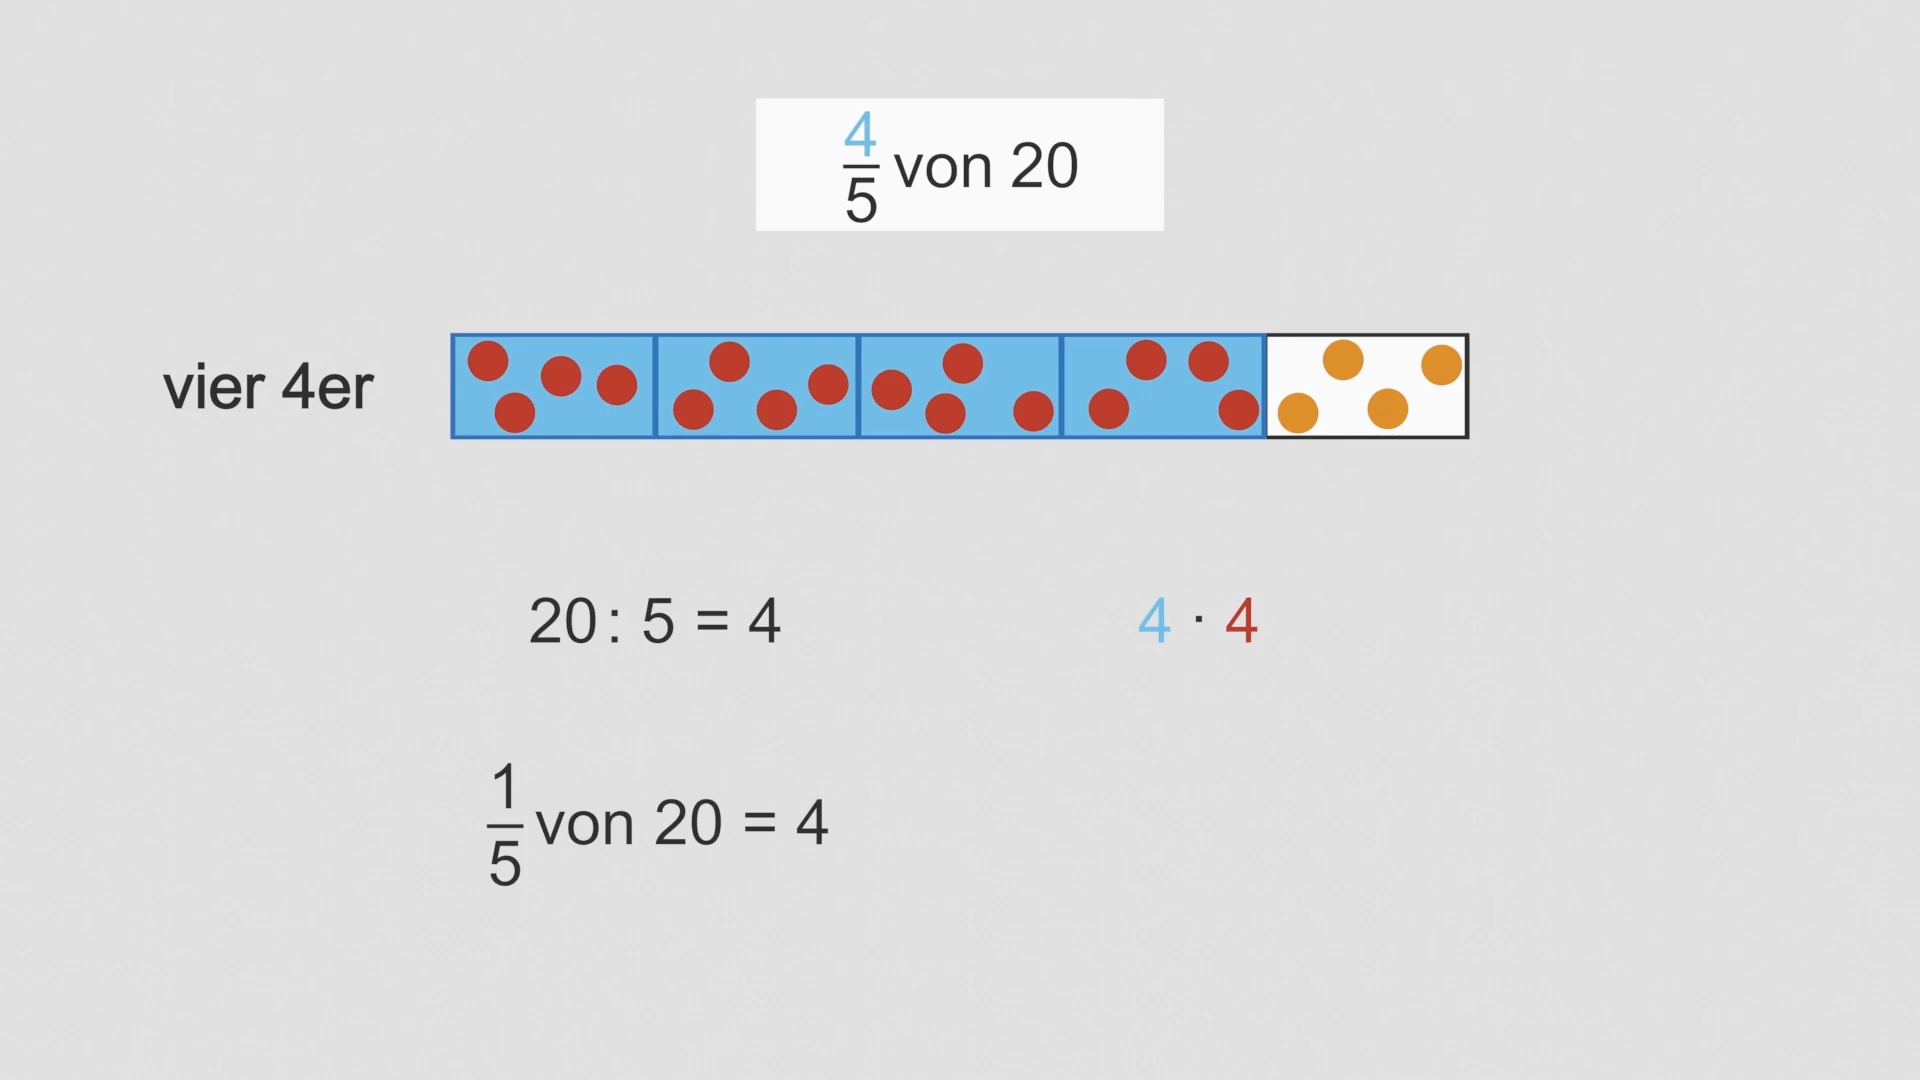 4/5 von 20
vier 4er
20 : 5 = 4
4 · 4
1/5 von 20 = 4